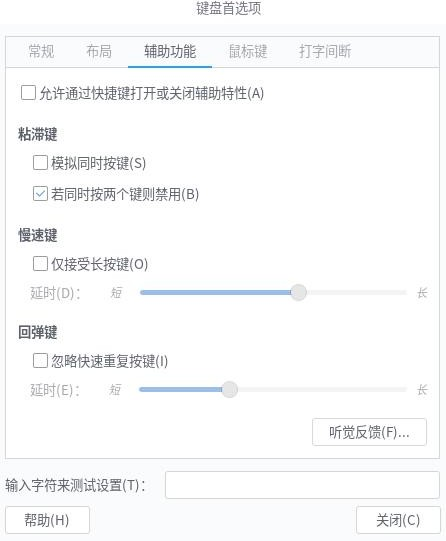 键盘首选项
常规 布局 辅助功能 鼠标键 打字间断
允许通过快捷键打开或关闭辅助特性(A)
粘滞键
模拟同时按键(S)
若同时按两个键则禁用(B)
慢速键
仅接受长按键(O)
延时(D): 短 长
回弹键
忽略快速重复按键(I)
延时(E): 短 长
听觉反馈(F)...
输入字符来测试设置(T):
帮助(H) 关闭(C)